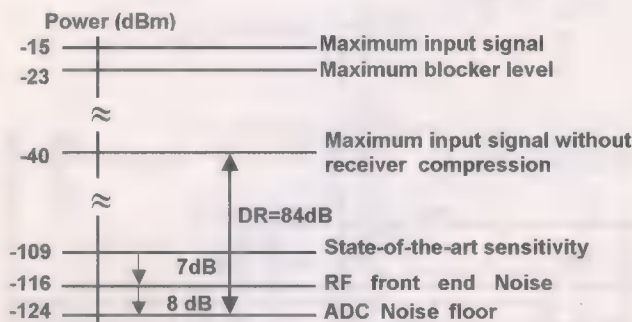 Power (dBm)
-15 Maximum input signal
-23 Maximum blocker level
≈
-40 Maximum input signal without
receiver compression
≈
DR=84dB
-109 State-of-the-art sensitivity
7dB
-116 RF front end Noise
8 dB
-124 ADC Noise floor